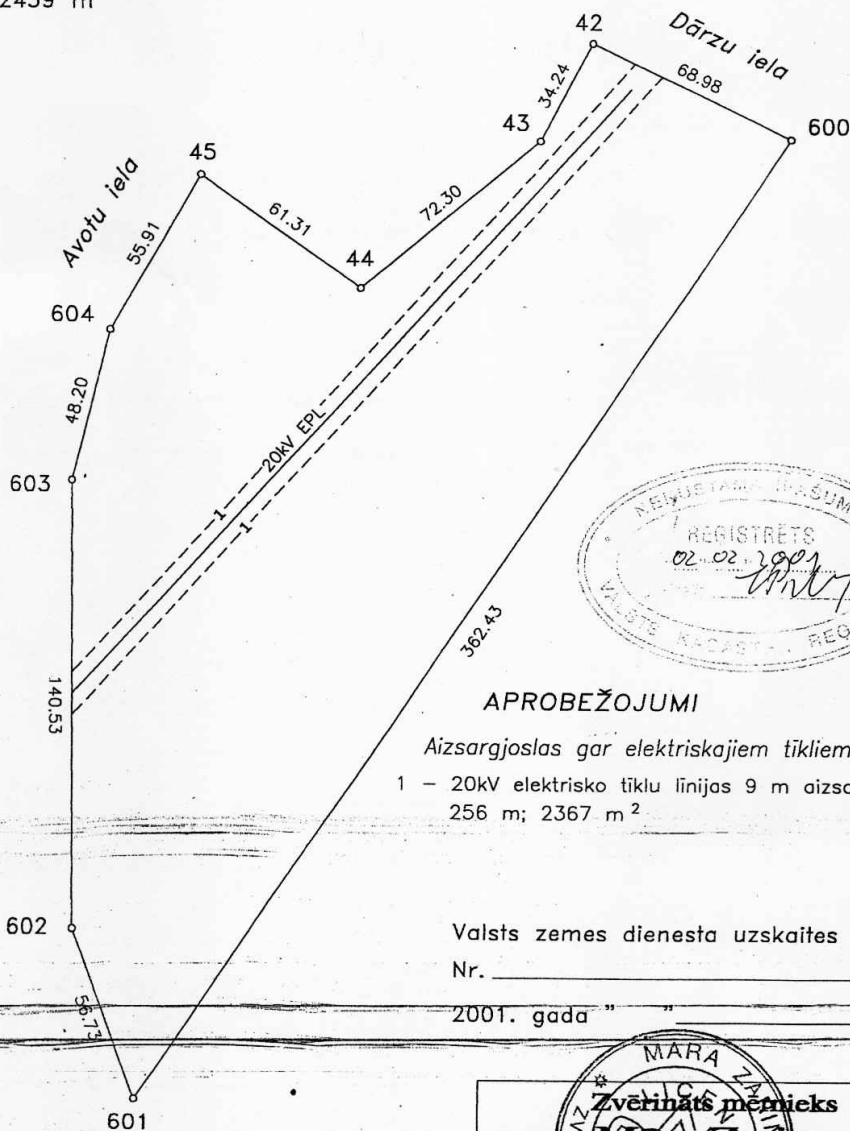 42
Dārzu iela
68.98
34.24
43
600
45
Avotu iela
61.31
72.30
55.91
44
604
48.20
603
20kV EPL
1
1
REĢISTRĒTS
02.02.2001
362.43
140.53
APROBEŽOJUMI
Aizsargjoslas gar elektriskajiem tīkliem
1 – 20kV elektrisko tīklu līnijas 9 m
256 m; 2367 m²
602
Valsts zemes dienesta uzskaites
Nr.
56.73
2001. gada " "
MĀRA
Zvērināts mērnieks
601